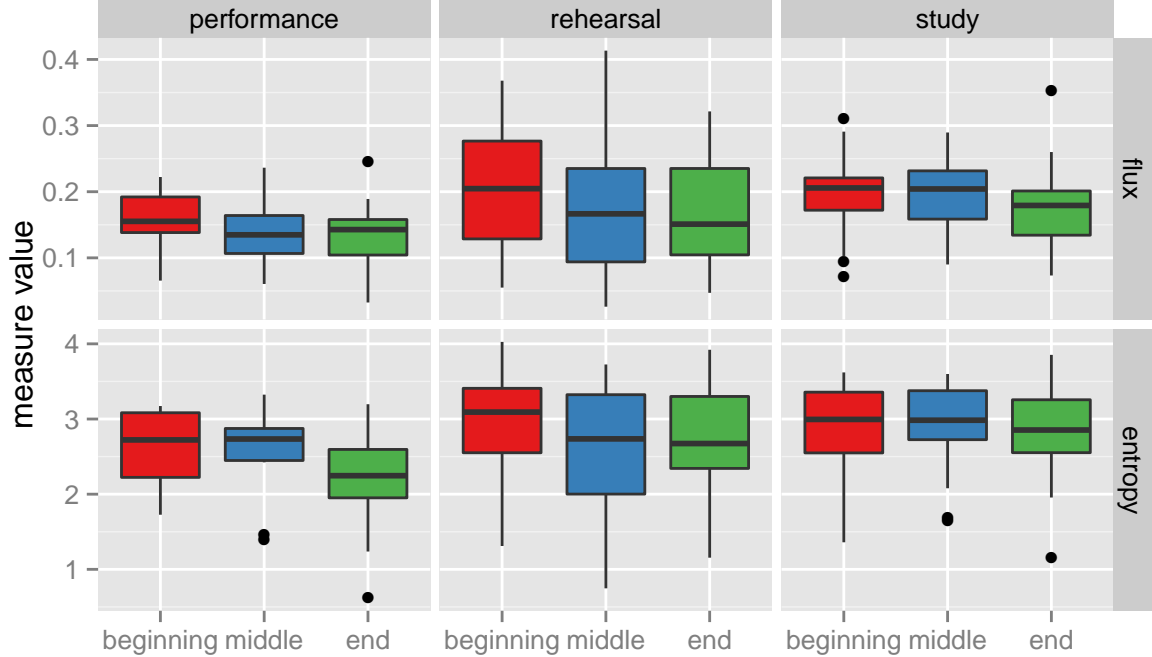 performance rehearsal study
measure value
0.4
0.3
0.2
0.1
flux
4
3
2
1
entropy
beginning middle end beginning middle end beginning middle end